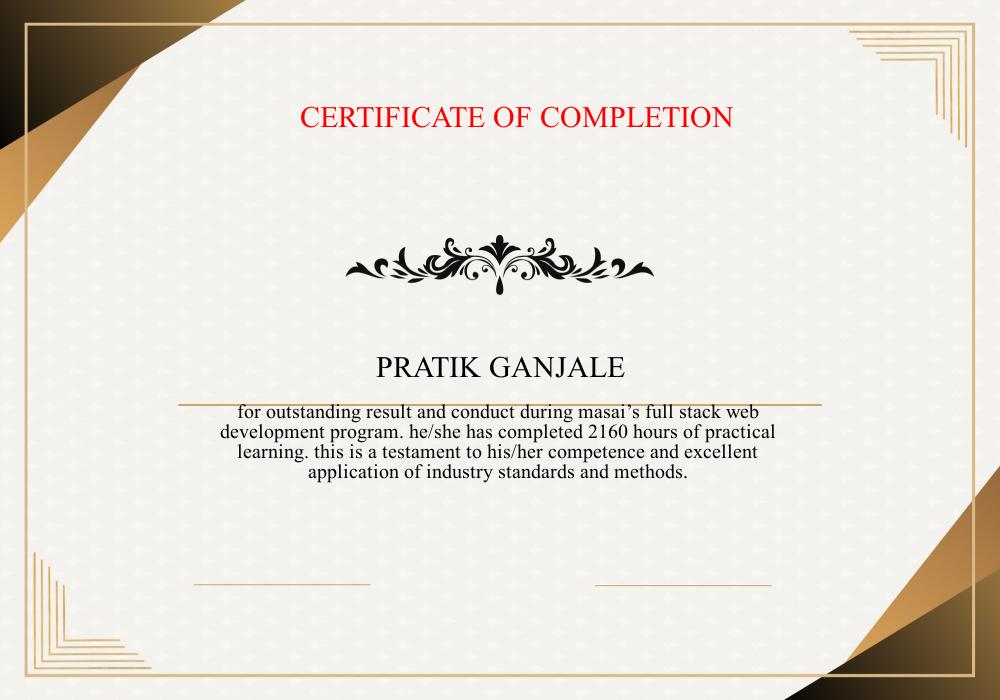 CERTIFICATE OF COMPLETION
PRATIK GANJALE
for outstanding result and conduct during masai’s full stack web
development program. he/she has completed 2160 hours of practical
learning. this is a testament to his/her competence and excellent
application of industry standards and methods.